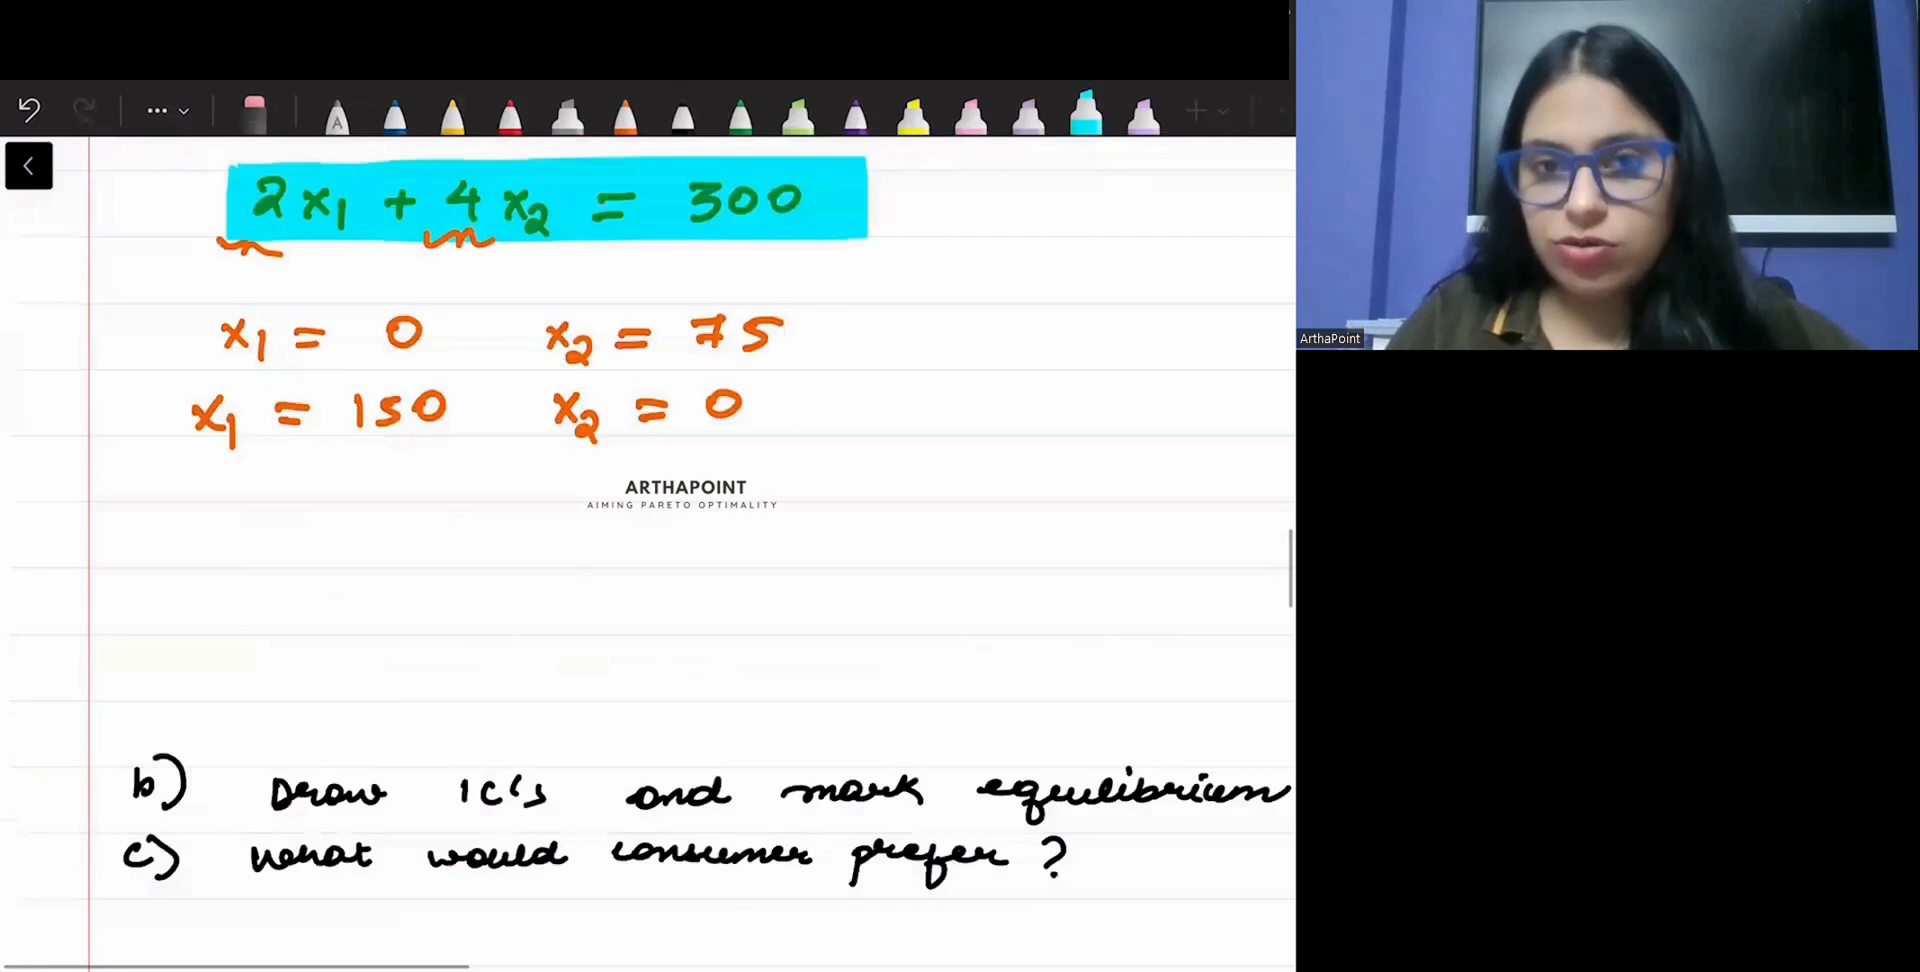 2x₁ + 4x₂ = 300
x₁ = 0 x₂ = 75
x₁ = 150 x₂ = 0
ARTHAPOINT
AIMING PARETO OPTIMALITY
b) Draw IC's and mark equilibrium
c) What would consumer prefer?
A
ArthaPoint